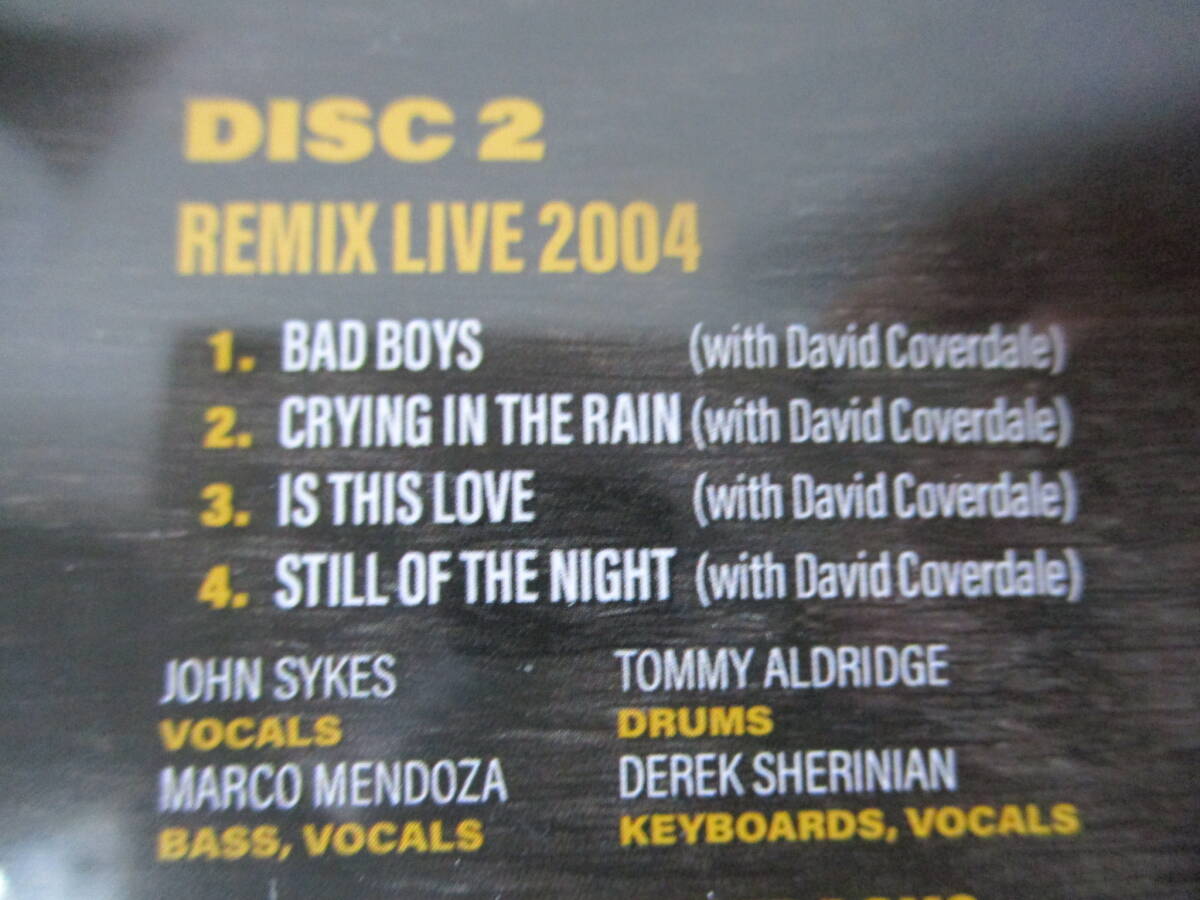 DISC 2
REMIX LIVE 2004
1. BAD BOYS (with David Coverdale)
2. CRYING IN THE RAIN (with David Coverdale)
3. IS THIS LOVE (with David Coverdale)
4. STILL OF THE NIGHT (with David Coverdale)
JOHN SYKES TOMMY ALDRIDGE
VOCALS DRUMS
MARCO MENDOZA DEREK SHERINIAN
BASS, VOCALS KEYBOARDS, VOCALS